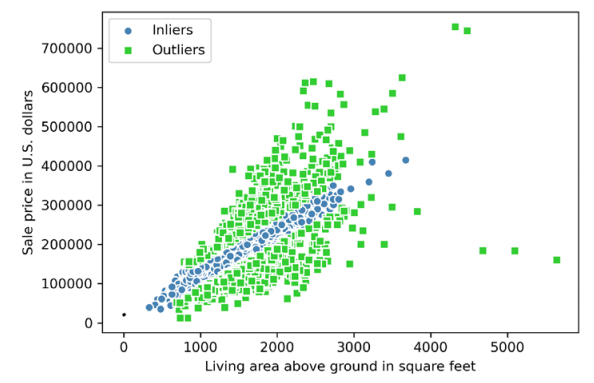 Inliers
Outliers
700000
600000
500000
400000
300000
200000
100000
0
Sale price in U.S. dollars
0 1000 2000 3000 4000 5000
Living area above ground in square feet